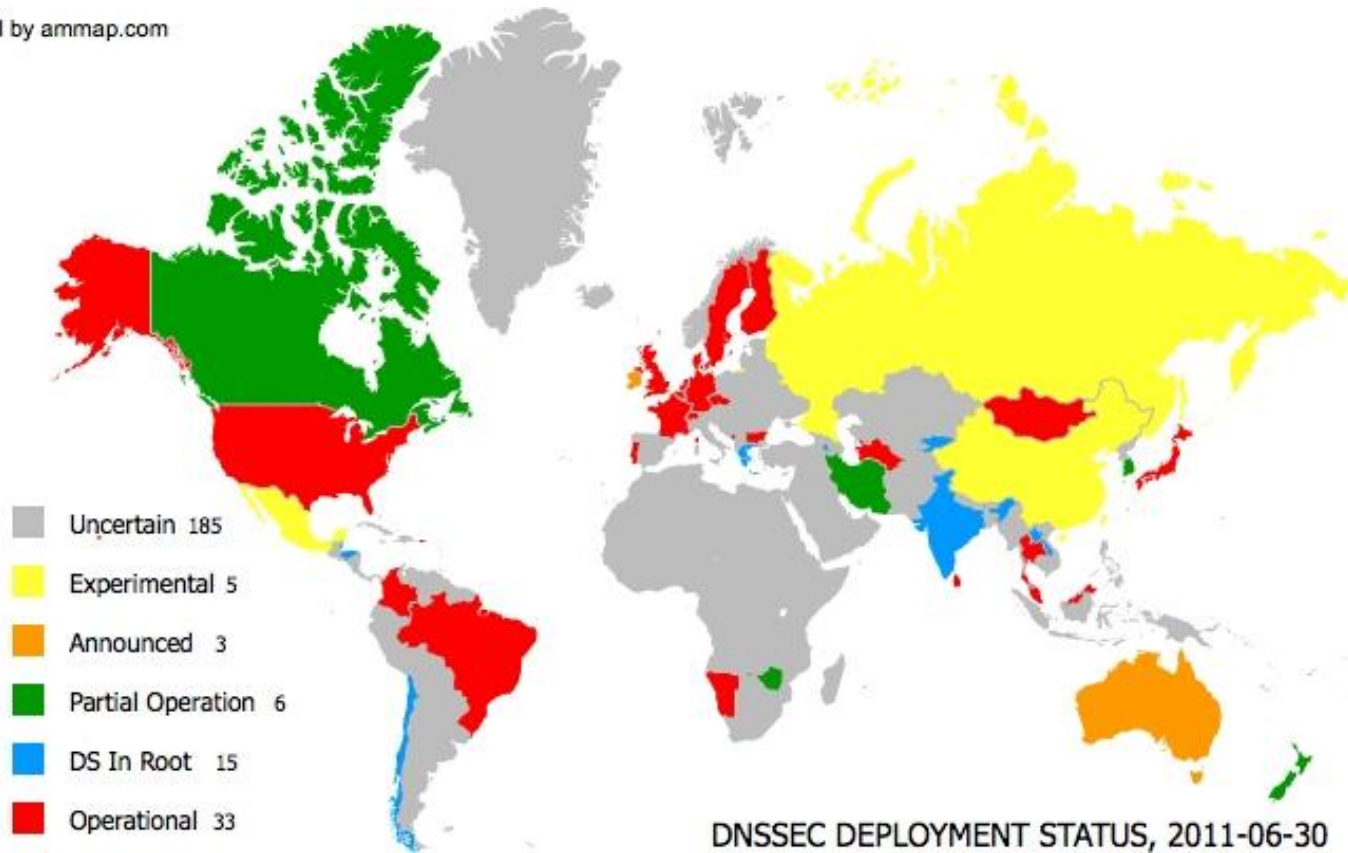 by ammap.com
Uncertain 185
Experimental 5
Announced 3
Partial Operation 6
DS In Root 15
Operational 33
DNSSEC DEPLOYMENT STATUS, 2011-06-30